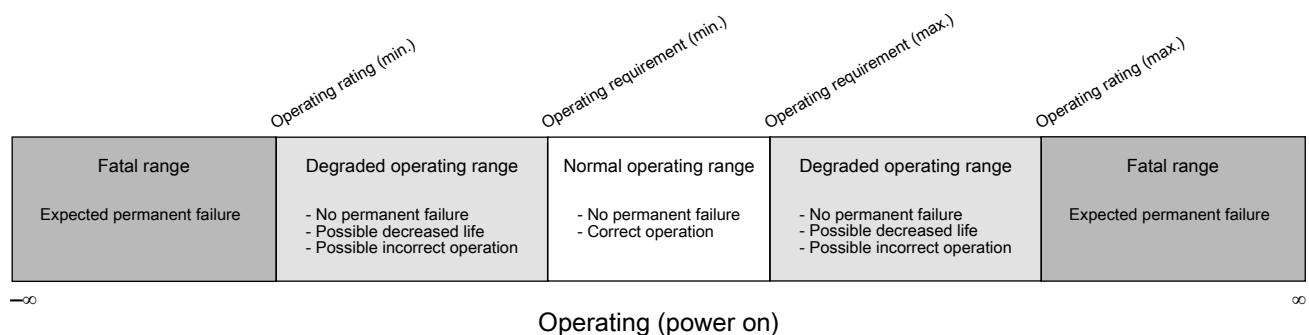 Operating rating (min.)
Operating requirement (min.)
Operating requirement (max.)
Operating rating (max.)
Fatal range
Expected permanent failure
Degraded operating range
- No permanent failure
- Possible decreased life
- Possible incorrect operation
Normal operating range
- No permanent failure
- Correct operation
Degraded operating range
- No permanent failure
- Possible decreased life
- Possible incorrect operation
Fatal range
Expected permanent failure
–∞
∞
Operating (power on)